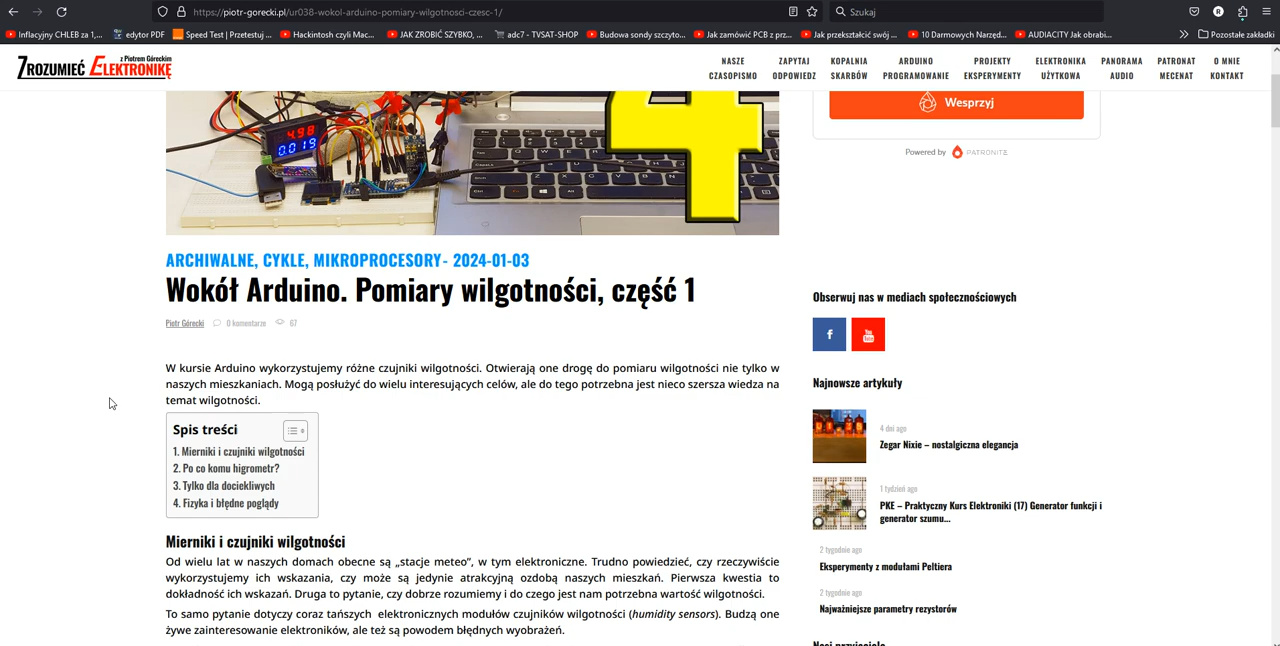 https://piotr-gorecki.pl/ur038-wokol-arduino-pomiary-wilgotnosci-czesc-1/
Szukaj
Inflacyjny CHLEB za 1,...
edytor PDF
Speed Test | Przetestuj ...
Hackintosh czyli Mac...
JAK ZROBIĆ SZYBKO, ...
adc7 - TVSAT-SHOP
Budowa sondy szczyto...
Jak zamówić PCB z prz...
Jak przekształcić swój ...
10 Darmowych Narzęd...
AUDIACITY Jak obrabi...
Pozostałe zakładki
z Piotrem Góreckim
ZROZUMIEĆ ELEKTRONIKĘ
NASZE CZASOPISMO
ZAPYTAJ ODPOWIEDZ
KOPALNIA SKARBÓW
ARDUINO PROGRAMOWANIE
PROJEKTY EKSPERYMENTY
ELEKTRONIKA UŻYTKOWA
PANORAMA AUDIO
PATRONAT MECENAT
O MNIE KONTAKT
4.98
0.019
4
Wesprzyj
Powered by PATRONITE
ARCHIWALNE, CYKLE, MIKROPROCESORY- 2024-01-03
Wokół Arduino. Pomiary wilgotności, część 1
Piotr Górecki 0 komentarze 67
W kursie Arduino wykorzystujemy różne czujniki wilgotności. Otwierają one drogę do pomiaru wilgotności nie tylko w
naszych mieszkaniach. Mogą posłużyć do wielu interesujących celów, ale do tego potrzebna jest nieco szersza wiedza na
temat wilgotności.
Spis treści
1. Mierniki i czujniki wilgotności
2. Po co komu higrometr?
3. Tylko dla dociekliwych
4. Fizyka i błędne poglądy
Mierniki i czujniki wilgotności
Od wielu lat w naszych domach obecne są „stacje meteo”, w tym elektroniczne. Trudno powiedzieć, czy rzeczywiście
wykorzystujemy ich wskazania, czy może są jedynie atrakcyjną ozdobą naszych mieszkań. Pierwsza kwestia to
dokładność ich wskazań. Druga to pytanie, czy dobrze rozumiemy i do czego jest nam potrzebna wartość wilgotności.
To samo pytanie dotyczy coraz tańszych elektronicznych modułów czujników wilgotności (humidity sensors). Budzą one
żywe zainteresowanie elektroników, ale też są powodem błędnych wyobrażeń.
Obserwuj nas w mediach społecznościowych
f
You Tube
Najnowsze artykuły
4 dni ago
Zegar Nixie – nostalgiczna elegancja
1 tydzień ago
PKE – Praktyczny Kurs Elektroniki (17) Generator funkcji i
generator szumu...
2 tygodnie ago
Eksperymenty z modułami Peltiera
2 tygodnie ago
Najważniejsze parametry rezystorów